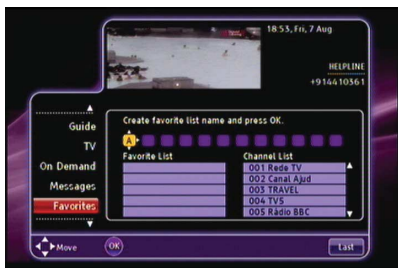 18:53, Fri, 7 Aug
HELPLINE
+914410361
Guide
TV
On Demand
Messages
Favorites
Create favorite list name and press OK.
A
Favorite List
Channel List
001 Rede TV
002 Canal Ajud
003 TRAVEL
004 TV5
005 Rádio BBC
Move
OK
Last